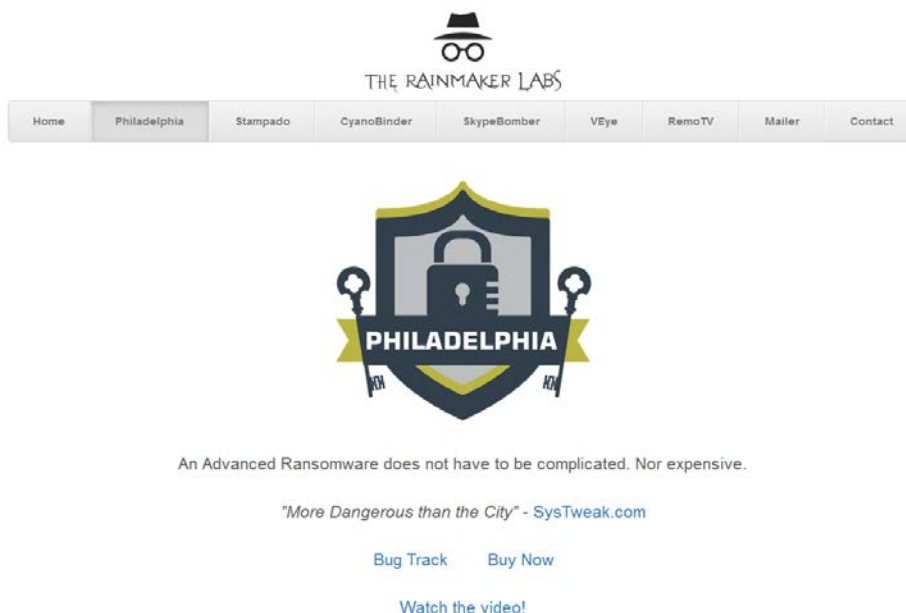 THE RAINMAKER LABS
Home Philadelphia Stampado CyanoBinder SkypeBomber VEye RemoTV Mailer Contact
PHILADELPHIA
An Advanced Ransomware does not have to be complicated. Nor expensive.
"More Dangerous than the City" - SysTweak.com
Bug Track Buy Now
Watch the video!